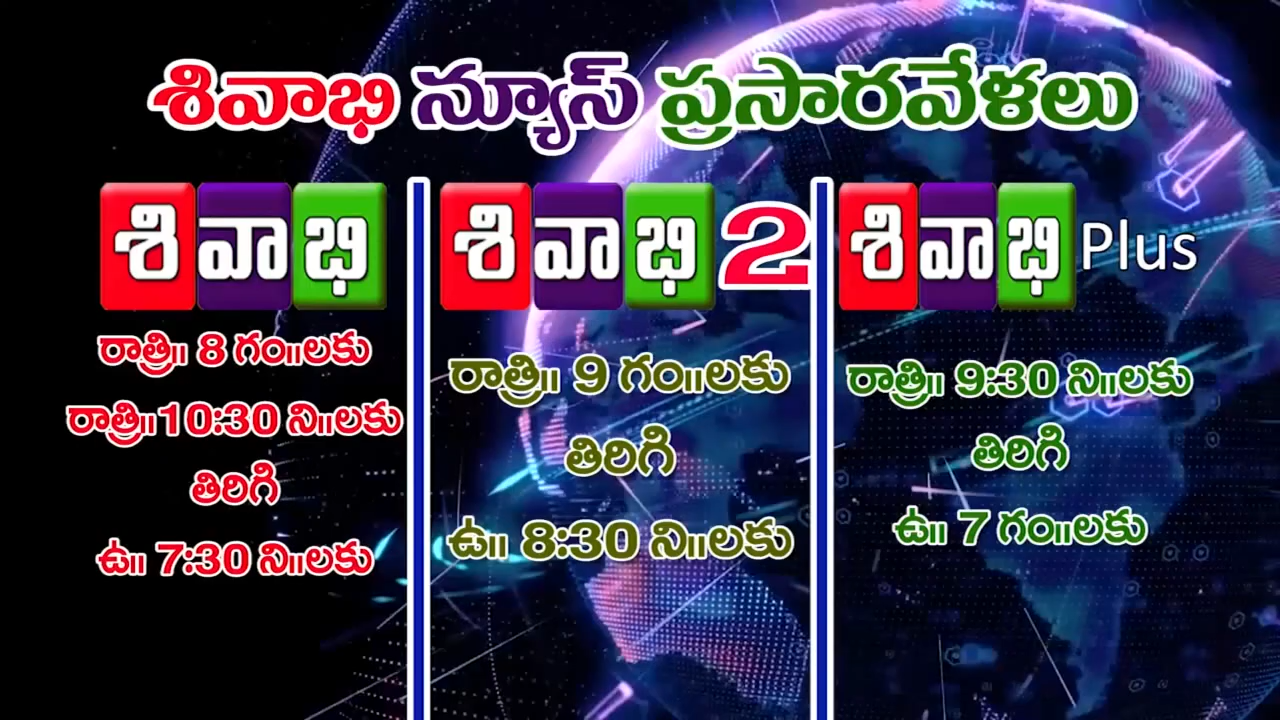 శివాభి న్యూస్ ప్రసారవేళలు
శివాభి
రాత్రి॥ 8 గం॥లకు
రాత్రి॥10:30 ని॥లకు
తిరిగి
ఉ॥ 7:30 ని॥లకు
శివాభి 2
రాత్రి॥ 9 గం॥లకు
తిరిగి
ఉ॥ 8:30 ని॥లకు
శివాభి Plus
రాత్రి॥ 9:30 ని॥లకు
తిరిగి
ఉ॥ 7 గం॥లకు